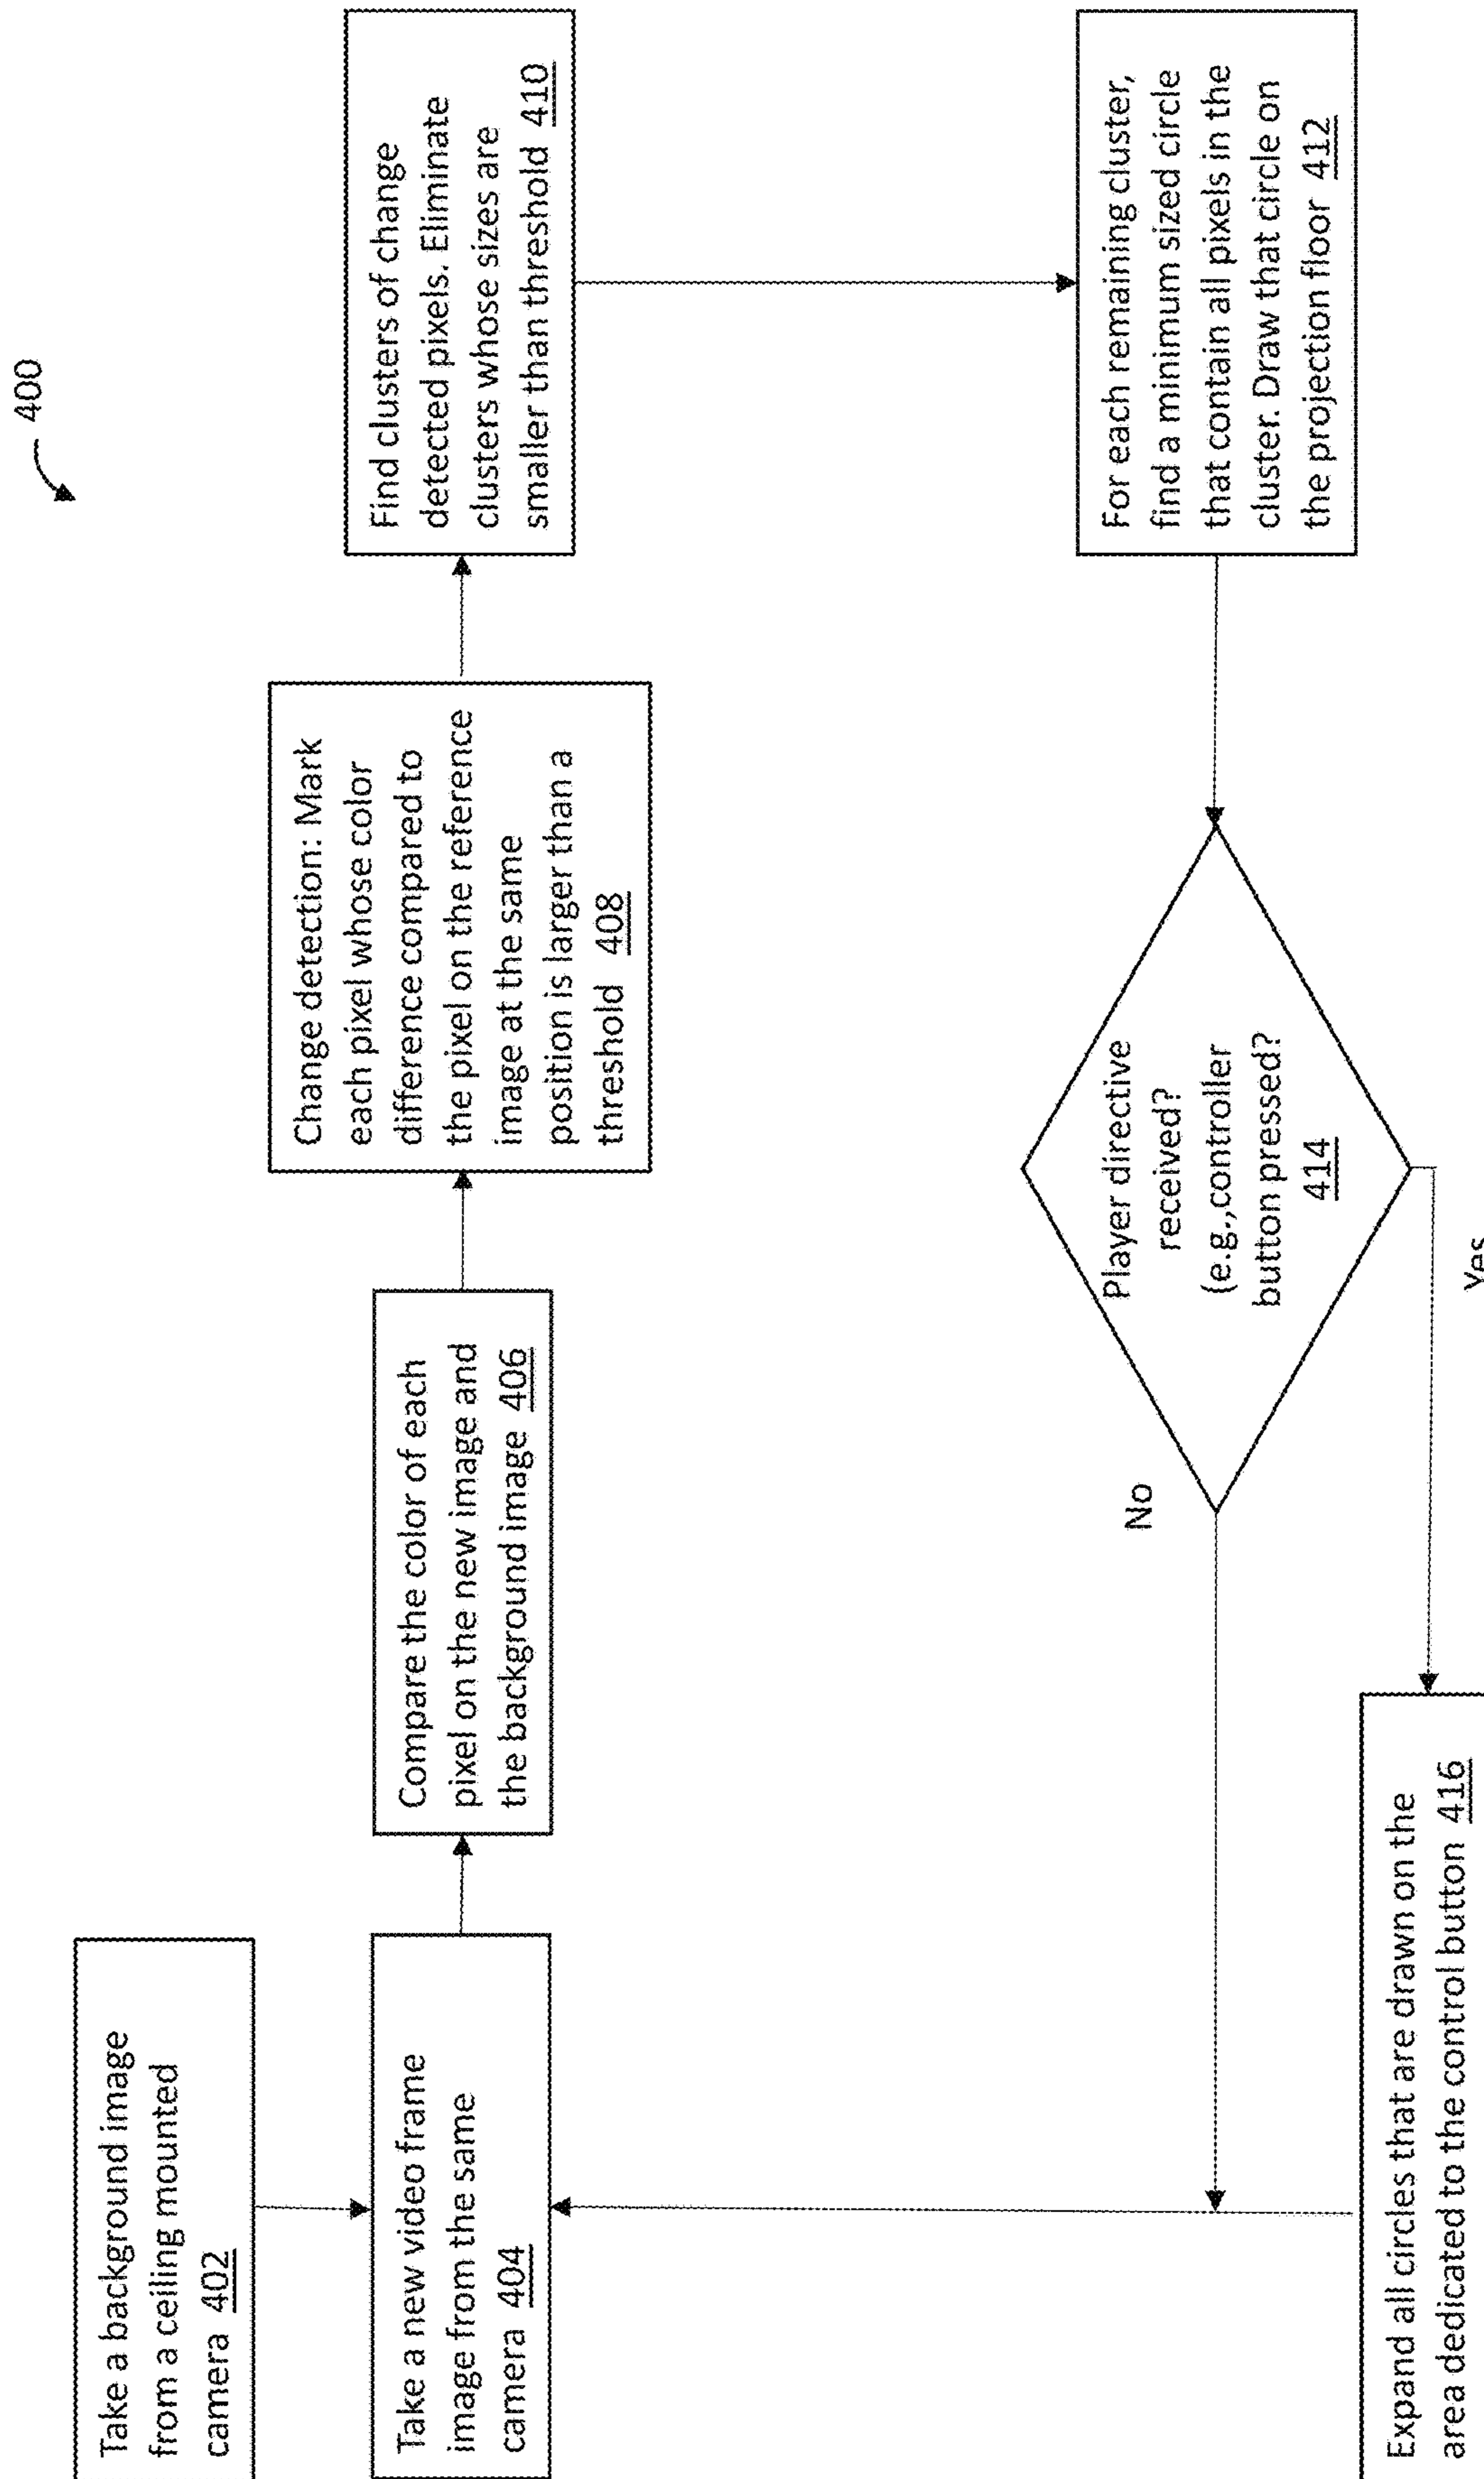 400
Take a background image
from a ceiling mounted
camera 402
Take a new video frame
image from the same
camera 404
Compare the color of each
pixel on the new image and
the background image 406
Change detection: Mark
each pixel whose color
difference compared to
the pixel on the reference
image at the same
position is larger than a
threshold 408
Find clusters of change
detected pixels. Eliminate
clusters whose sizes are
smaller than threshold 410
For each remaining cluster,
find a minimum sized circle
that contain all pixels in the
cluster. Draw that circle on
the projection floor 412
Player directive
received?
(e.g.,controller
button pressed?
414
No
Yes
Expand all circles that are drawn on the
area dedicated to the control button 416